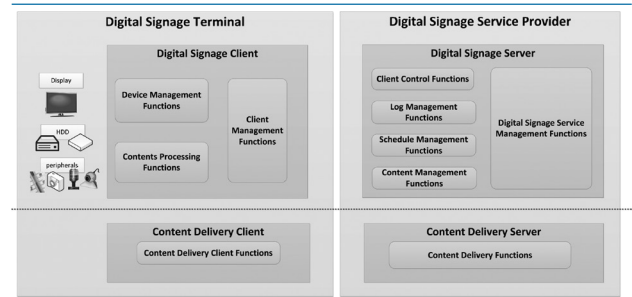 Digital Signage Terminal
Digital Signage Client
Display
HDD
peripherals
Device Management
Functions
Contents Processing
Functions
Client
Management
Functions
Content Delivery Client
Content Delivery Client Functions
Digital Signage Service Provider
Digital Signage Server
Client Control Functions
Log Management
Functions
Schedule Management
Functions
Content Management
Functions
Digital Signage Service
Management Functions
Content Delivery Server
Content Delivery Functions